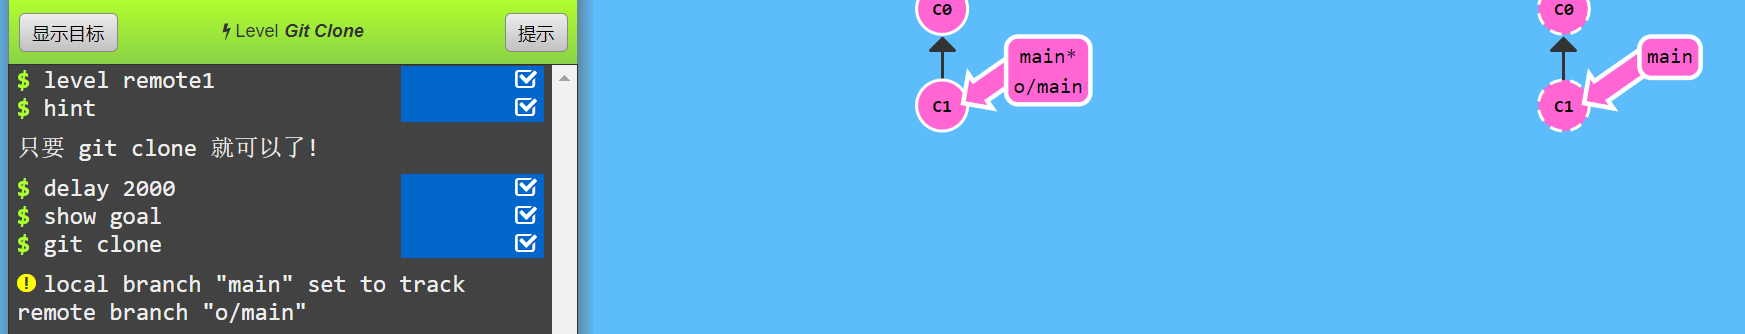 显示目标
Level Git Clone
提示
$ level remote1
$ hint
只要 git clone 就可以了!
$ delay 2000
$ show goal
$ git clone
local branch "main" set to track
remote branch "o/main"
C0
main*
o/main
C1
C0
main
C1